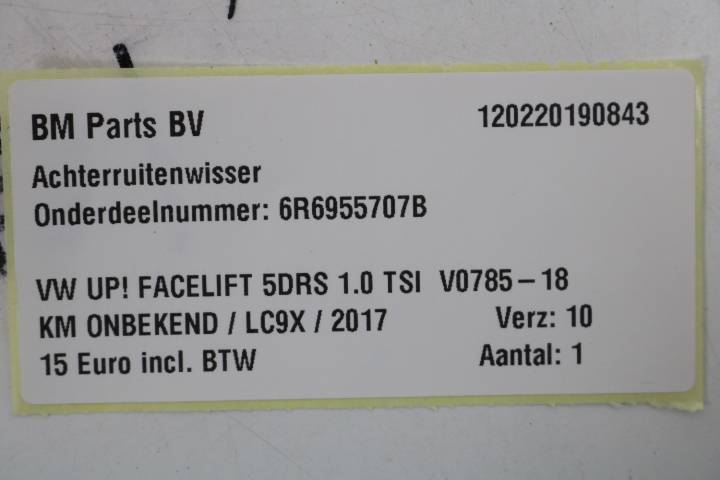 BM Parts BV 120220190843
Achterruitenwisser
Onderdeelnummer: 6R6955707B
VW UP! FACELIFT 5DRS 1.0 TSI V0785-18
KM ONBEKEND / LC9X / 2017 Verz: 10
15 Euro incl. BTW Aantal: 1